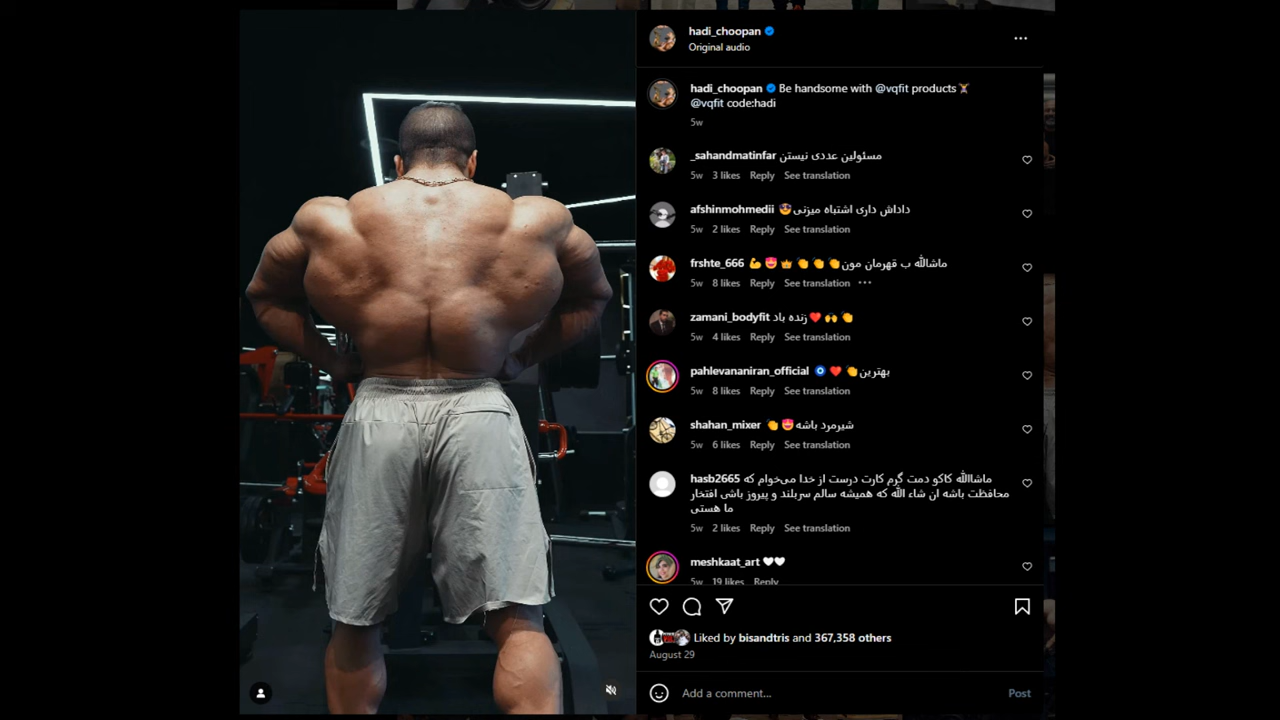 hadi_choopan
Original audio
hadi_choopan Be handsome with @vqfit products🏋️
@vqfit code:hadi
5w
_sahandmatinfar مسئولین عددی نیستن
5w 3 likes Reply See translation
afshinmohmedii داداش داری اشتباه میزنی😎
5w 2 likes Reply See translation
frshte_666 ماشالله ب قهرمان مون👏👏👏👑😍💪
5w 8 likes Reply See translation
zamani_bodyfit زنده باد❤️🙌👏
5w 4 likes Reply See translation
pahlevananiran_official بهترین👏❤️🧿
5w 8 likes Reply See translation
shahan_mixer شیرمرد باشه😍👏
5w 6 likes Reply See translation
hasb2665 ماشاالله کاکو دمت گرم کارت درست از خدا می‌خوام که
محافظت باشه ان شاء الله که همیشه سالم سربلند و پیروز باشی افتخار
ما هستی
5w 2 likes Reply See translation
meshkaat_art 🤍🤍
5w 19 likes Reply
Liked by bisandtris and 367,358 others
August 29
Add a comment...
Post